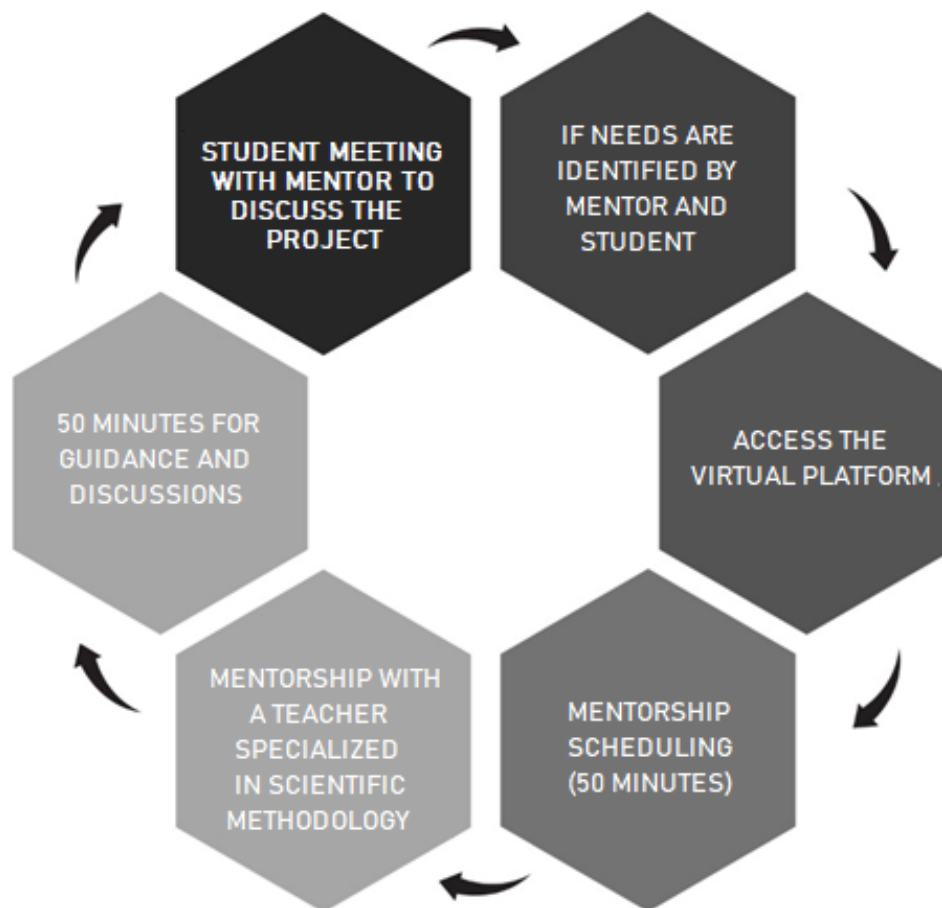 STUDENT MEETING
WITH MENTOR TO
DISCUSS THE
PROJECT
IF NEEDS ARE
IDENTIFIED BY
MENTOR AND
STUDENT
ACCESS THE
VIRTUAL PLATFORM
MENTORSHIP
SCHEDULING
(50 MINUTES)
MENTORSHIP WITH
A TEACHER
SPECIALIZED
IN SCIENTIFIC
METHODOLOGY
50 MINUTES FOR
GUIDANCE AND
DISCUSSIONS